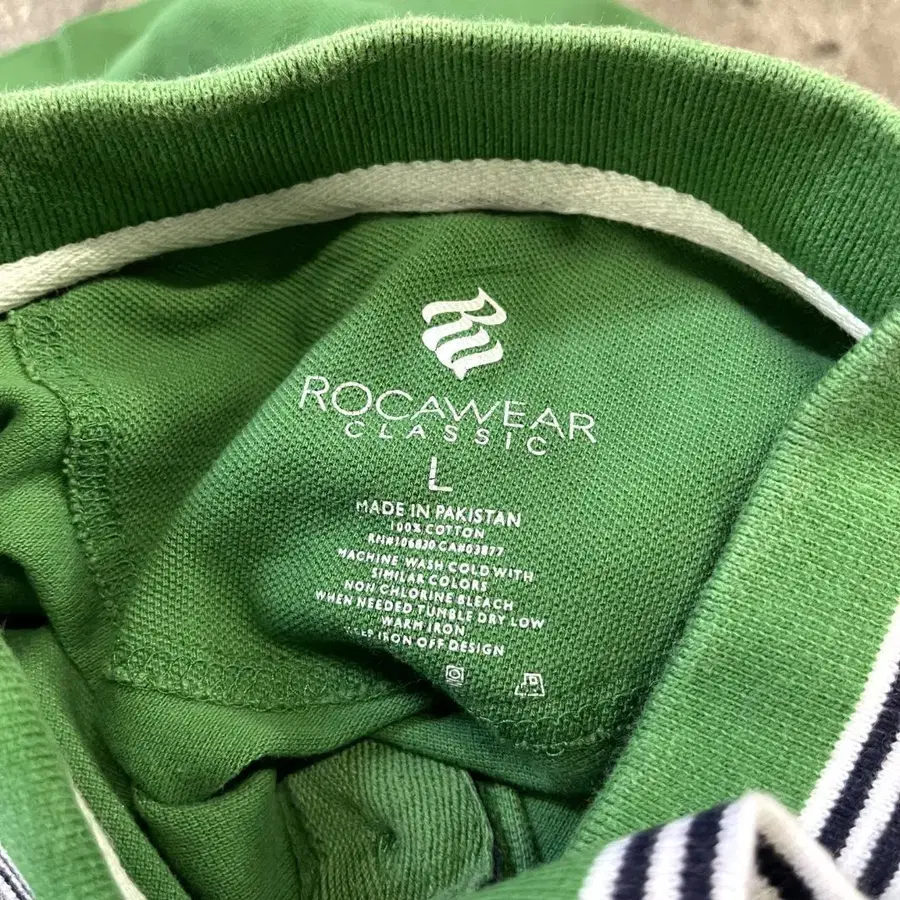 ROCAWEAR
CLASSIC
L
MADE IN PAKISTAN
100% COTTON
RN#106820 CA#03877
MACHINE WASH COLD WITH
SIMILAR COLORS
NON CHLORINE BLEACH
WHEN NEEDED TUMBLE DRY LOW
WARM IRON
IRON OFF DESIGN